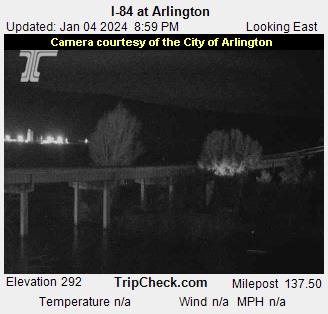 I-84 at Arlington
Updated: Jan 04 2024  8:59 PM Looking East
Camera courtesy of the City of Arlington
Elevation 292 TripCheck.com Milepost 137.50
Temperature n/a Wind n/a MPH n/a